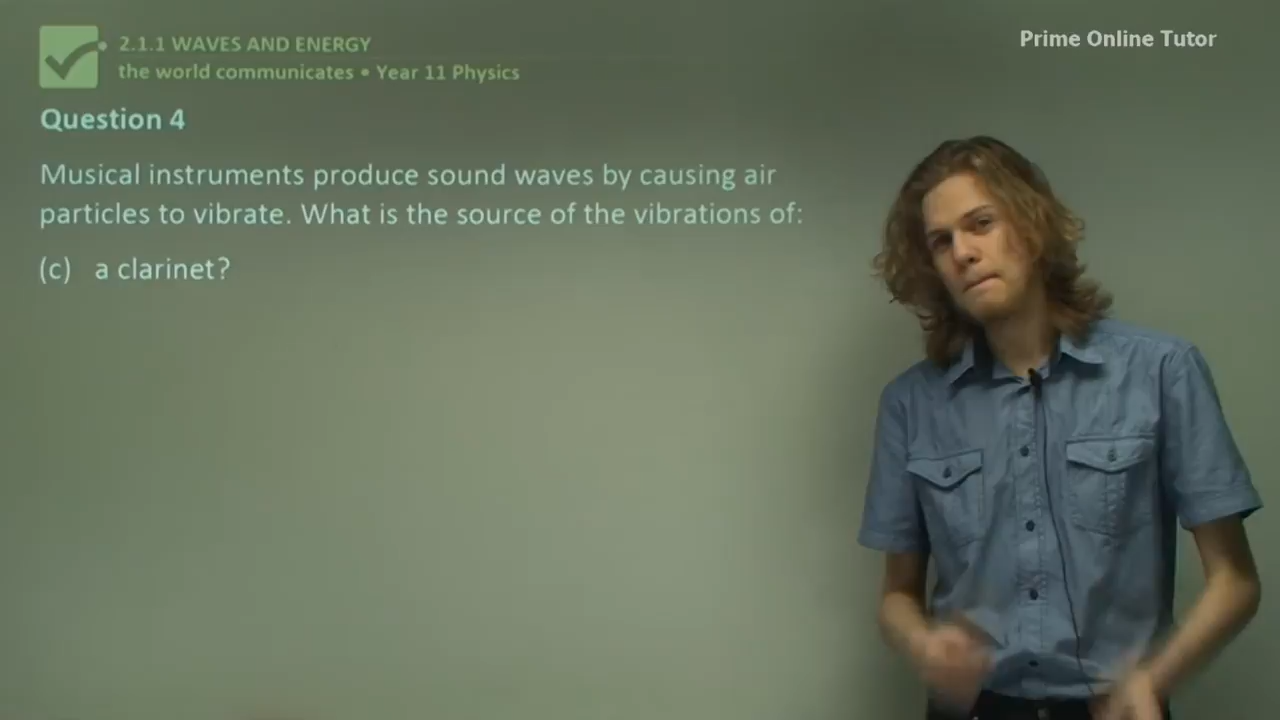 2.1.1 WAVES AND ENERGY
the world communicates • Year 11 Physics
Prime Online Tutor
Question 4
Musical instruments produce sound waves by causing air
particles to vibrate. What is the source of the vibrations of:
(c) a clarinet?